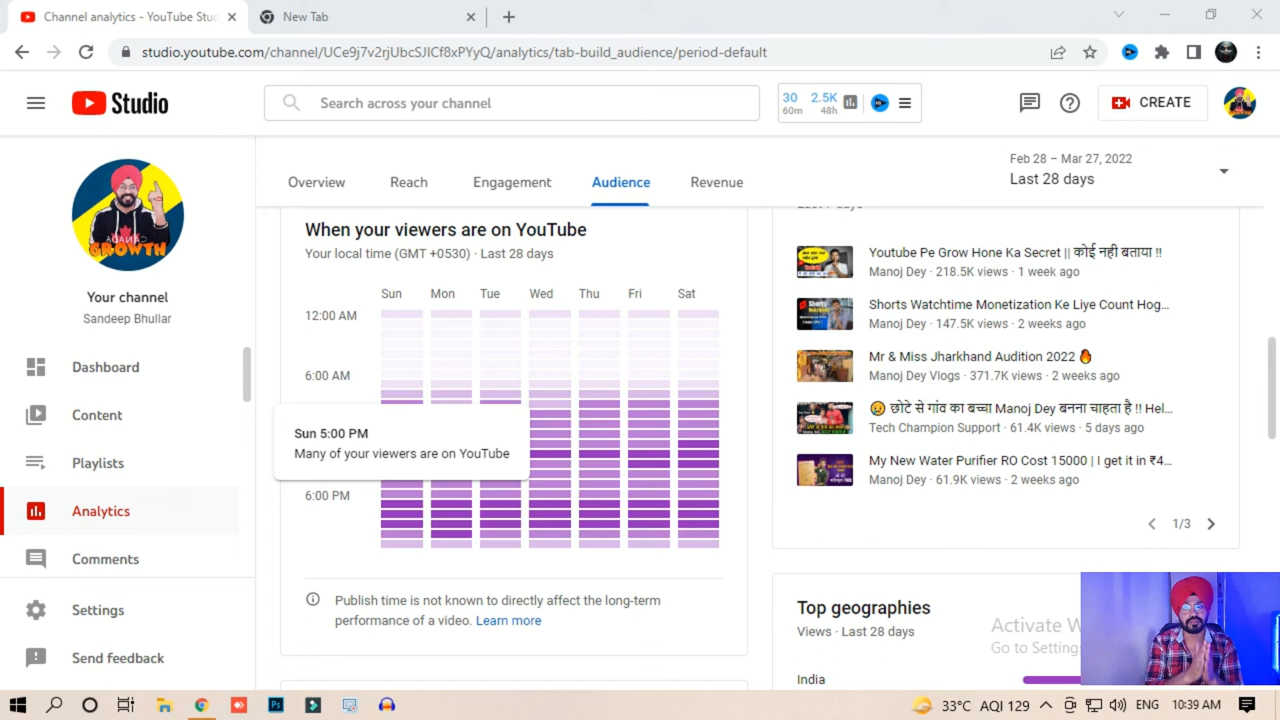 Channel analytics - YouTube Stuc
New Tab
studio.youtube.com/channel/UCe9j7v2rjUbcSJICf8xPYyQ/analytics/tab-build_audience/period-default
Studio
Search across your channel
30 2.5K
60m 48h
CREATE
GROWTH
Your channel
Sandeep Bhullar
Dashboard
Content
Playlists
Analytics
Comments
Settings
Send feedback
Overview Reach Engagement Audience Revenue
Feb 28 – Mar 27, 2022
Last 28 days
When your viewers are on YouTube
Your local time (GMT +0530) · Last 28 days
Sun Mon Tue Wed Thu Fri Sat
12:00 AM
6:00 AM
Sun 5:00 PM
Many of your viewers are on YouTube
6:00 PM
Publish time is not known to directly affect the long-term
performance of a video. Learn more
Youtube Pe Grow Hone Ka Secret || कोई नही बताया !!
Manoj Dey · 218.5K views · 1 week ago
Shorts Watchtime Monetization Ke Liye Count Hog...
Manoj Dey · 147.5K views · 2 weeks ago
Mr & Miss Jharkhand Audition 2022 🔥
Manoj Dey Vlogs · 371.7K views · 2 weeks ago
😥 छोटे से गांव का बच्चा Manoj Dey बनना चाहता है !! Hel...
Tech Champion Support · 61.4K views · 5 days ago
My New Water Purifier RO Cost 15000 | I get it in ₹4...
Manoj Dey · 61.9K views · 2 weeks ago
1/3
Top geographies
Views · Last 28 days
India
Activate W
Go to Setting
33°C AQI 129
ENG
10:39 AM